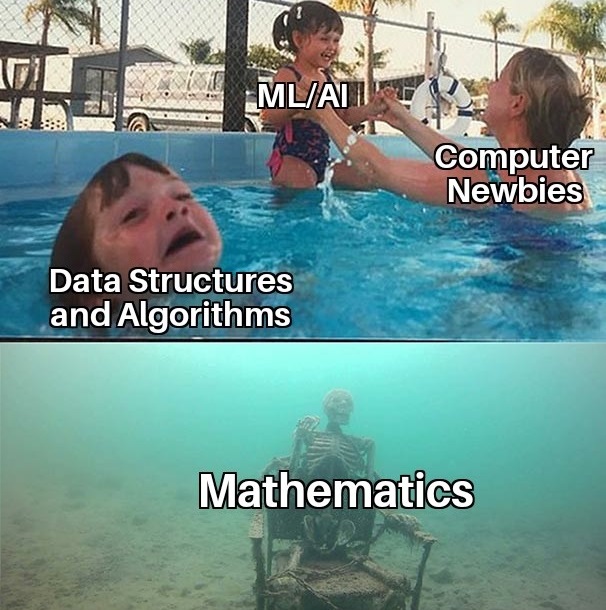 ML/AI
Computer
Newbies
Data Structures
and Algorithms
Mathematics